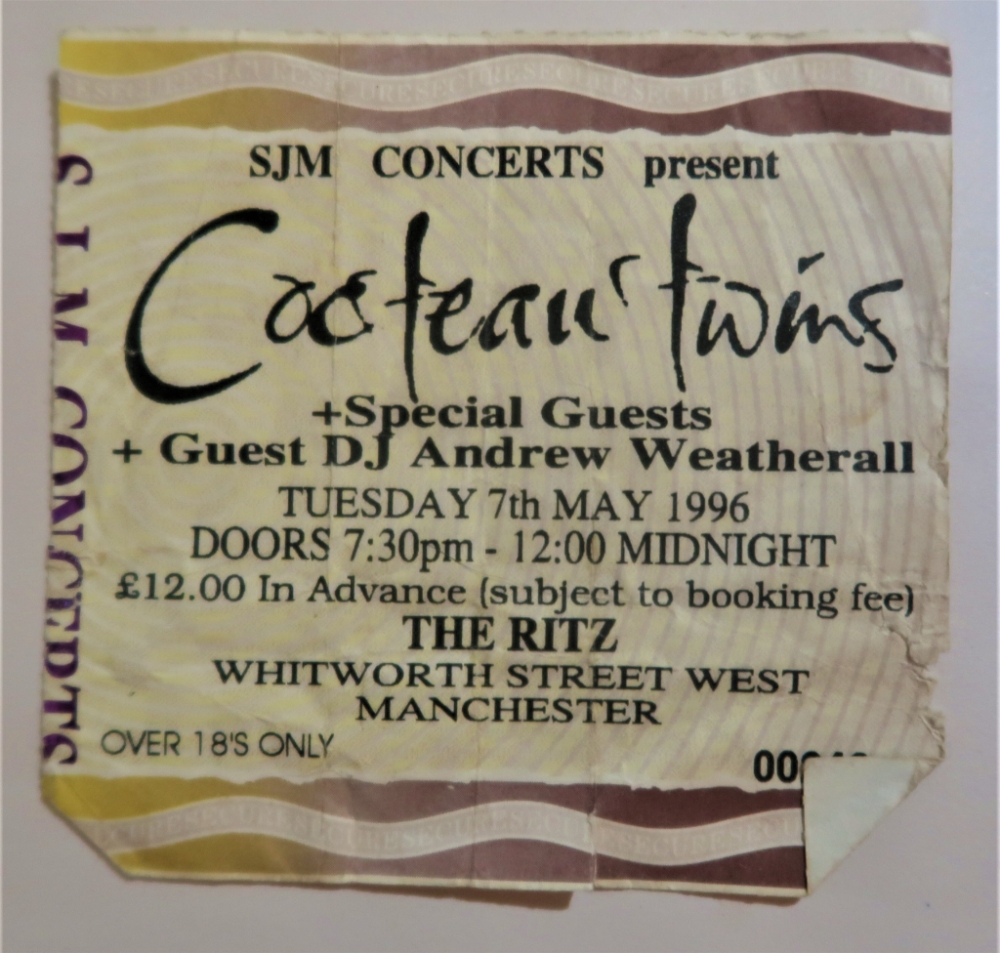 SJM CONCERTS present
Cocteau Twins
+Special Guests
+ Guest DJ Andrew Weatherall
TUESDAY 7th MAY 1996
DOORS 7:30pm - 12:00 MIDNIGHT
£12.00 In Advance (subject to booking fee)
THE RITZ
WHITWORTH STREET WEST
MANCHESTER
OVER 18'S ONLY
SJM CONCERTS